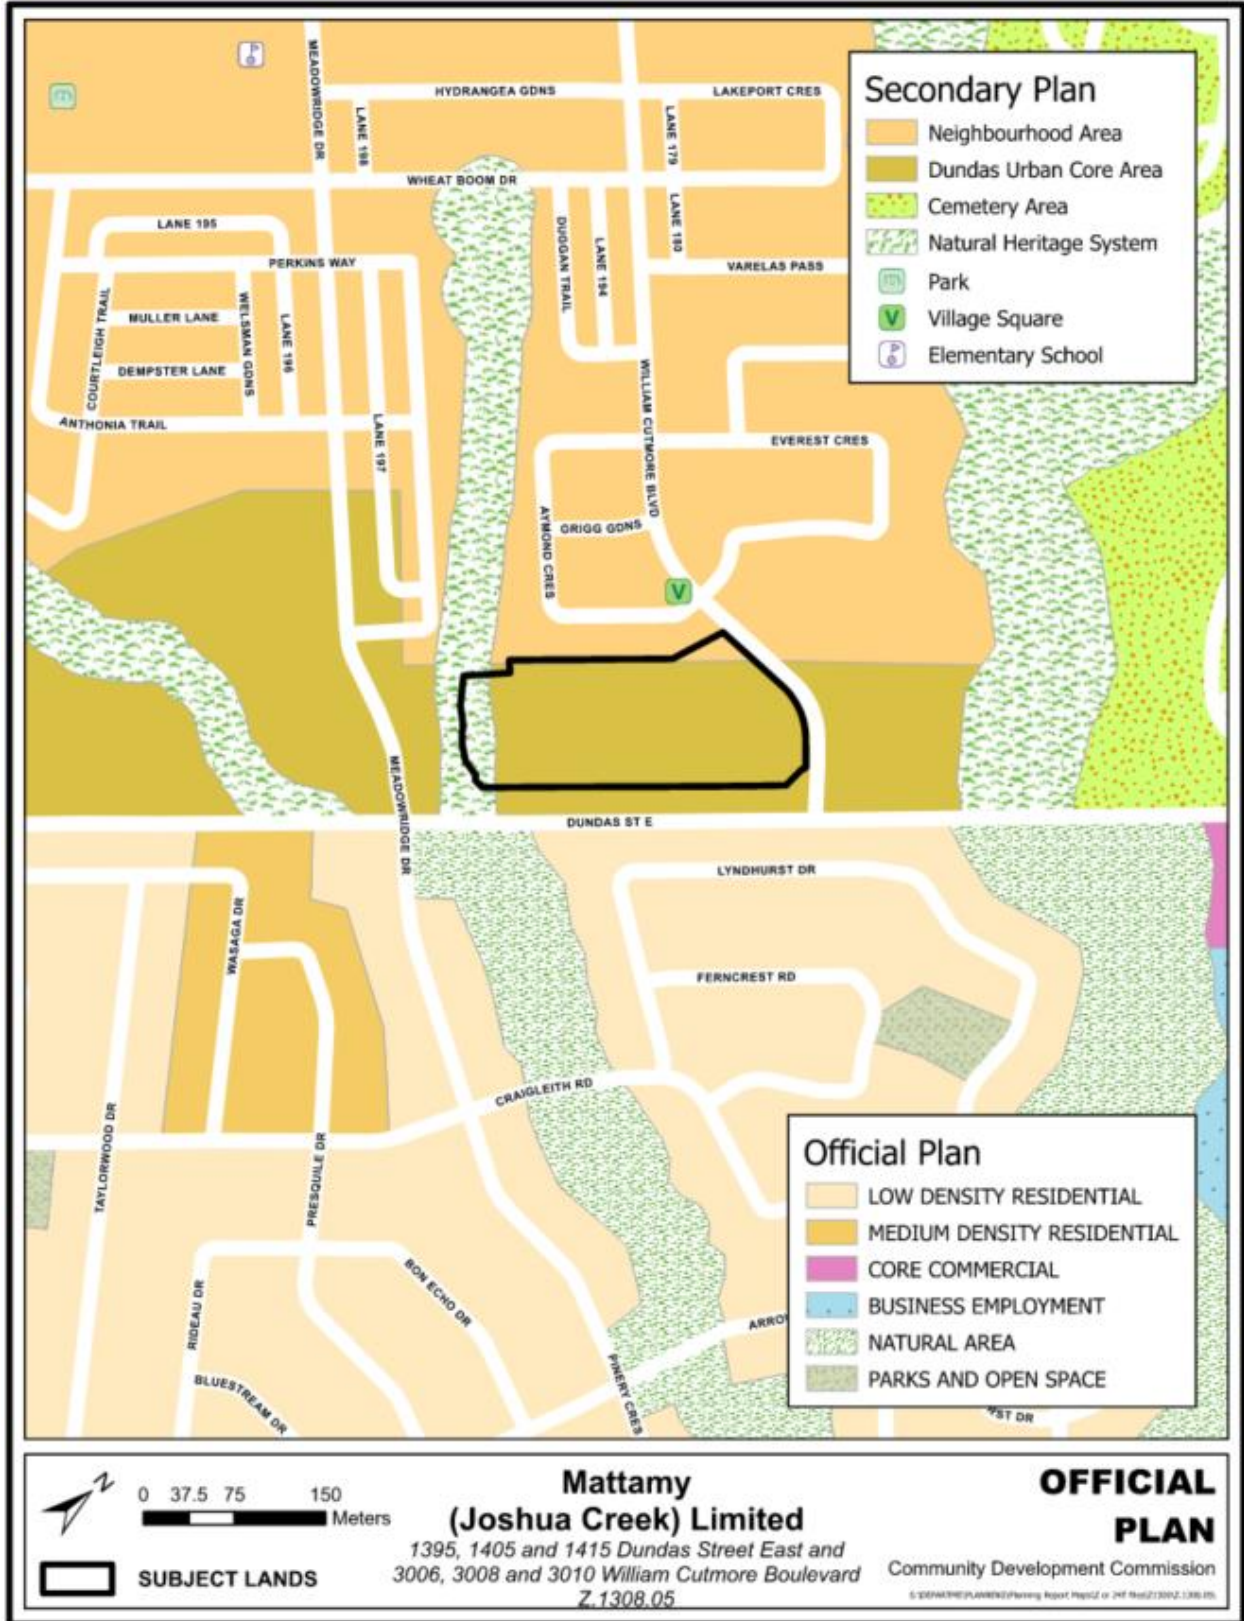 MEADOWRIDGE DR
HYDRANGEA GDNS
LAKEPORT CRES
LANE 198
LANE 179
WHEAT BOOM DR
LANE 195
LANE 180
DUGGAN TRAIL
LANE 194
PERKINS WAY
VARELAS PASS
COURTLEIGH TRAIL
MULLER LANE
WELSMAN GDNS
LANE 196
DEMPSTER LANE
ANTHONIA TRAIL
LANE 197
WILLIAM CUTMORE BLVD
EVEREST CRES
AYMOND CRES
GRIGG GDNS
V
Secondary Plan
Neighbourhood Area
Dundas Urban Core Area
Cemetery Area
Natural Heritage System
Park
V Village Square
Elementary School
MEADOWRIDGE DR
DUNDAS ST E
LYNDHURST DR
WASAGA DR
FERNCREST RD
CRAIGLEITH RD
TAYLORWOOD DR
PRESQUILE DR
RIDEAU DR
BON ECHO DR
BLUESTREAM DR
PINERY CRES
ARRO
RST DR
Official Plan
LOW DENSITY RESIDENTIAL
MEDIUM DENSITY RESIDENTIAL
CORE COMMERCIAL
BUSINESS EMPLOYMENT
NATURAL AREA
PARKS AND OPEN SPACE
N
0 37.5 75 150
Meters
SUBJECT LANDS
Mattamy
(Joshua Creek) Limited
1395, 1405 and 1415 Dundas Street East and
3006, 3008 and 3010 William Cutmore Boulevard
Z.1308.05
OFFICIAL
PLAN
Community Development Commission